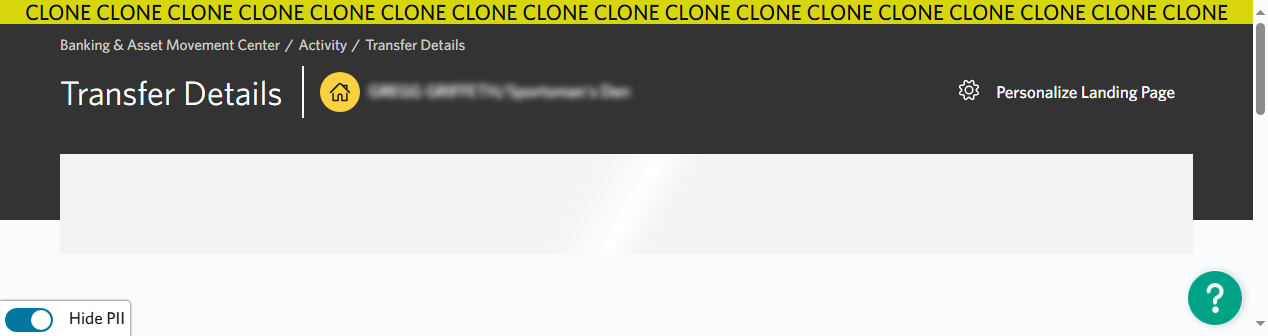 CLONE CLONE CLONE CLONE CLONE CLONE CLONE CLONE CLONE CLONE CLONE CLONE CLONE CLONE CLONE CLONE CLONE
Banking & Asset Movement Center / Activity / Transfer Details
Transfer Details
Personalize Landing Page
?
Hide PII